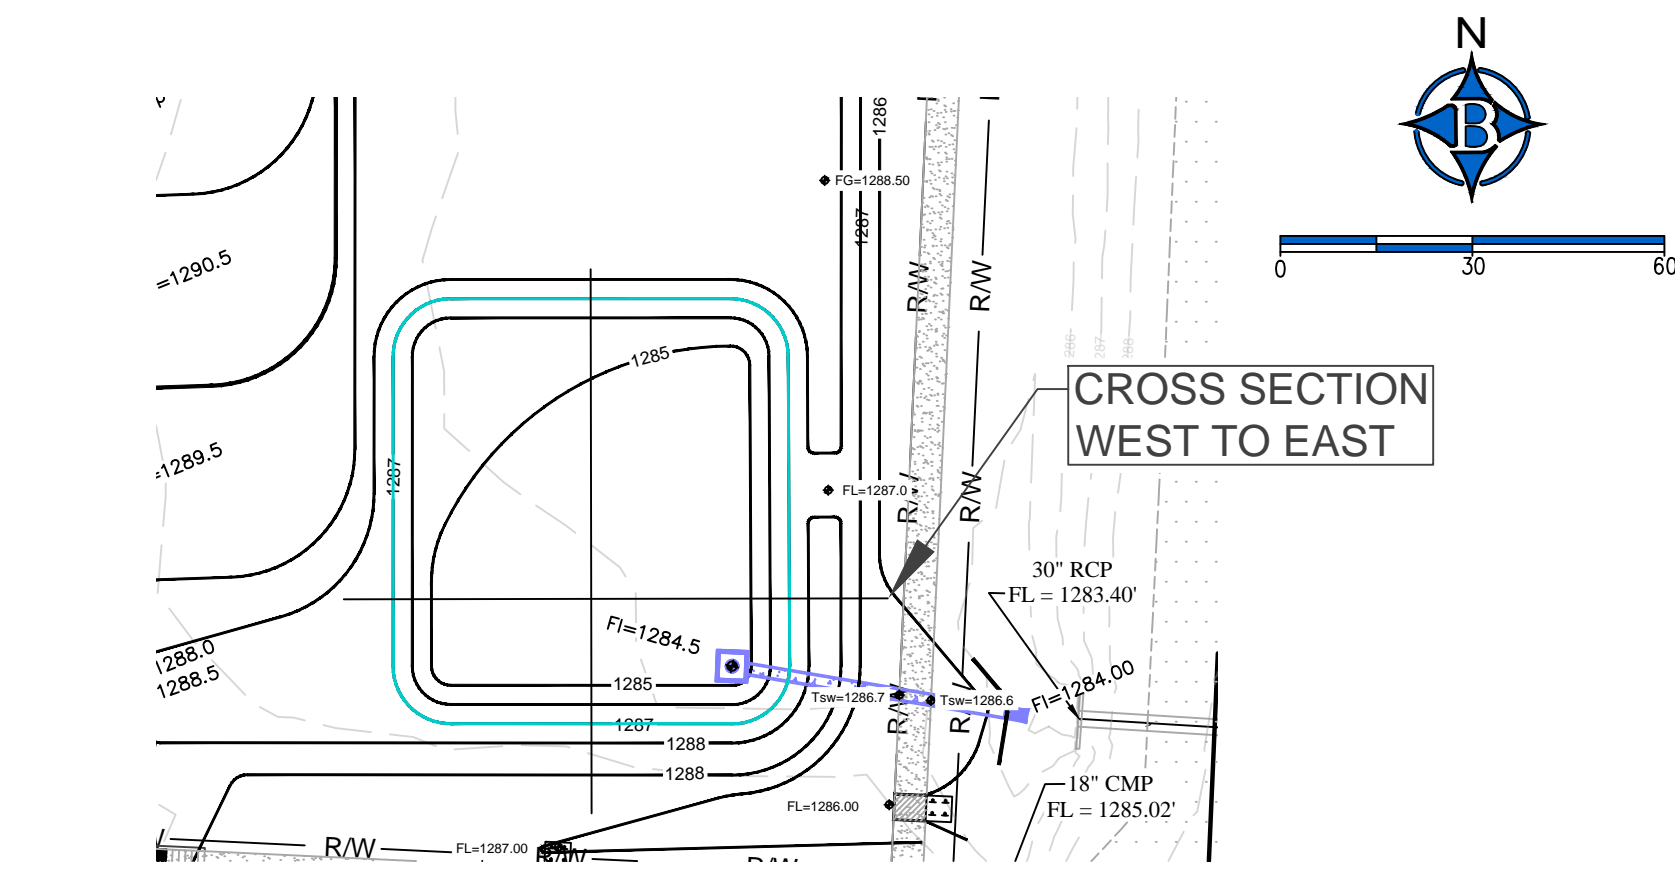 N
B
0 30 60
1286
FG=1288.50
1287
=1290.5
R/W
R/W
286
287
288
1285
CROSS SECTION
WEST TO EAST
=1289.5
1287
FL=1287.0
R/W
R/W
30" RCP
FL = 1283.40'
Fl=1284.5
1288.0
1288.5
1285
Tsw=1286.7
Tsw=1286.6
Fl=1284.00
R/W
R/W
1287
1288
1288
18" CMP
FL = 1285.02'
FL=1286.00
R/W
FL=1287.00
R/W
R/W